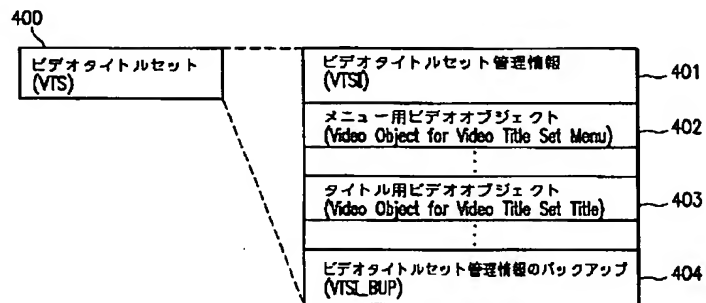 400
ビデオタイトルセット
(VTS)
ビデオタイトルセット管理情報
(VTSI)
401
メニュー用ビデオオブジェクト
(Video Object for Video Title Set Menu)
402
タイトル用ビデオオブジェクト
(Video Object for Video Title Set Title)
403
ビデオタイトルセット管理情報のバックアップ
(VTSI_BUP)
404